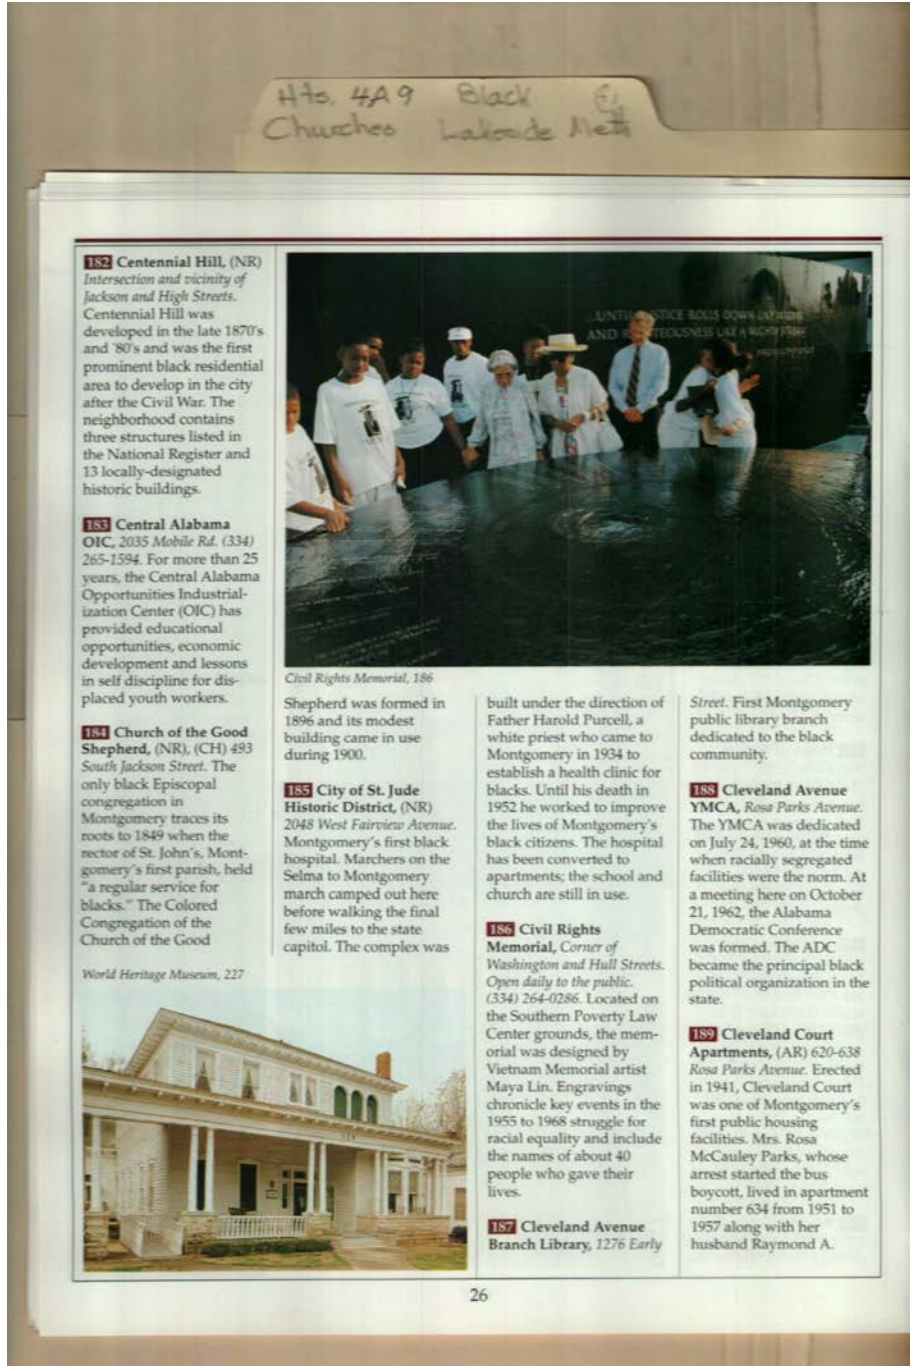 Hts. 4A9 Black
Churches Lakeside Meth
182 Centennial Hill, (NR)
Intersection and vicinity of
Jackson and High Streets.
Centennial Hill was
developed in the late 1870's
and '80's and was the first
prominent black residential
area to develop in the city
after the Civil War. The
neighborhood contains
three structures listed in
the National Register and
13 locally-designated
historic buildings.
183 Central Alabama
OIC, 2035 Mobile Rd. (334)
265-1594. For more than 25
years, the Central Alabama
Opportunities Industrial-
ization Center (OIC) has
provided educational
opportunities, economic
development and lessons
in self discipline for dis-
placed youth workers.
184 Church of the Good
Shepherd, (NR), (CH) 493
South Jackson Street. The
only black Episcopal
congregation in
Montgomery traces its
roots to 1849 when the
rector of St. John's, Mont-
gomery's first parish, held
"a regular service for
blacks." The Colored
Congregation of the
Church of the Good
UNTIL JUSTICE ROLLS DOWN LIKE WATERS
AND RIGHTEOUSNESS LIKE A MIGHTY STREAM
Civil Rights Memorial, 186
Shepherd was formed in
1896 and its modest
building came in use
during 1900.
185 City of St. Jude
Historic District, (NR)
2048 West Fairview Avenue.
Montgomery's first black
hospital. Marchers on the
Selma to Montgomery
march camped out here
before walking the final
few miles to the state
capitol. The complex was
built under the direction of
Father Harold Purcell, a
white priest who came to
Montgomery in 1934 to
establish a health clinic for
blacks. Until his death in
1952 he worked to improve
the lives of Montgomery's
black citizens. The hospital
has been converted to
apartments; the school and
church are still in use.
186 Civil Rights
Memorial, Corner of
Washington and Hull Streets.
Open daily to the public.
(334) 264-0286. Located on
the Southern Poverty Law
Center grounds, the mem-
orial was designed by
Vietnam Memorial artist
Maya Lin. Engravings
chronicle key events in the
1955 to 1968 struggle for
racial equality and include
the names of about 40
people who gave their
lives.
187 Cleveland Avenue
Branch Library, 1276 Early
Street. First Montgomery
public library branch
dedicated to the black
community.
188 Cleveland Avenue
YMCA, Rosa Parks Avenue.
The YMCA was dedicated
on July 24, 1960, at the time
when racially segregated
facilities were the norm. At
a meeting here on October
21, 1962, the Alabama
Democratic Conference
was formed. The ADC
became the principal black
political organization in the
state.
189 Cleveland Court
Apartments, (AR) 620-638
Rosa Parks Avenue. Erected
in 1941, Cleveland Court
was one of Montgomery's
first public housing
facilities. Mrs. Rosa
McCauley Parks, whose
arrest started the bus
boycott, lived in apartment
number 634 from 1951 to
1957 along with her
husband Raymond A.
World Heritage Museum, 227
26